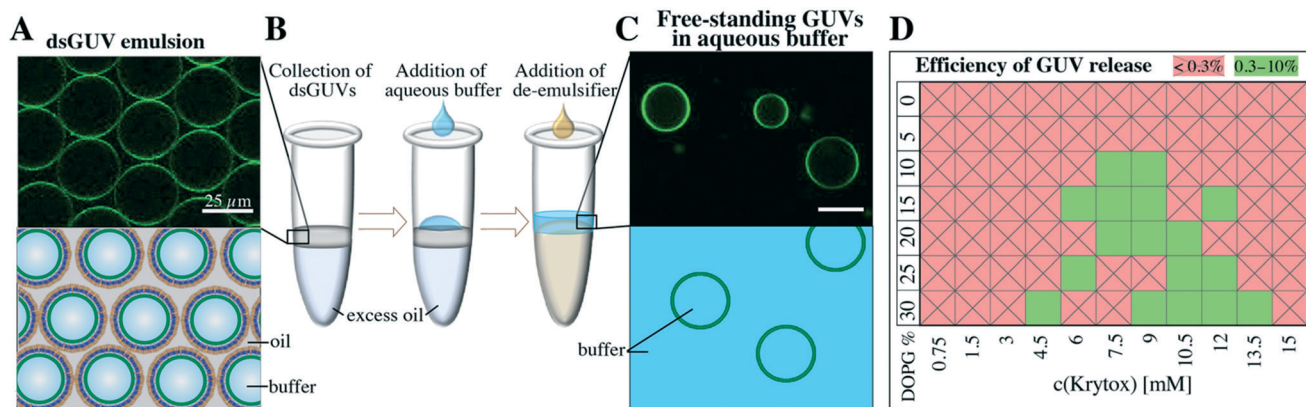 A
dsGUV emulsion
25 µm
oil
buffer
B
Collection of
dsGUVs
Addition of
aqueous buffer
Addition of
de-emulsifier
excess oil
C
Free-standing GUVs
in aqueous buffer
buffer
D
Efficiency of GUV release
< 0.3%
0.3–10%
0
5
10
15
20
25
30
DOPG %
0.75
1.5
3
4.5
6
7.5
9
10.5
12
13.5
15
c(Krytox) [mM]